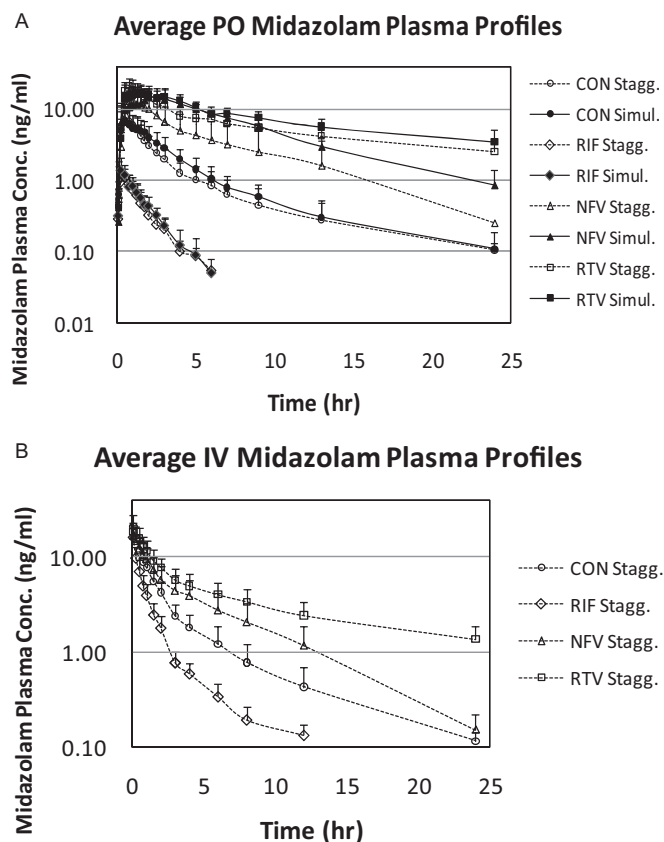 A
Average PO Midazolam Plasma Profiles
Midazolam Plasma Conc. (ng/ml)
10.00
1.00
0.10
0.01
0 5 10 15 20 25
Time (hr)
CON Stagg.
CON Simul.
RIF Stagg.
RIF Simul.
NFV Stagg.
NFV Simul.
RTV Stagg.
RTV Simul.
B
Average IV Midazolam Plasma Profiles
Midazolam Plasma Conc. (ng/ml)
10.00
1.00
0.10
0 5 10 15 20 25
Time (hr)
CON Stagg.
RIF Stagg.
NFV Stagg.
RTV Stagg.